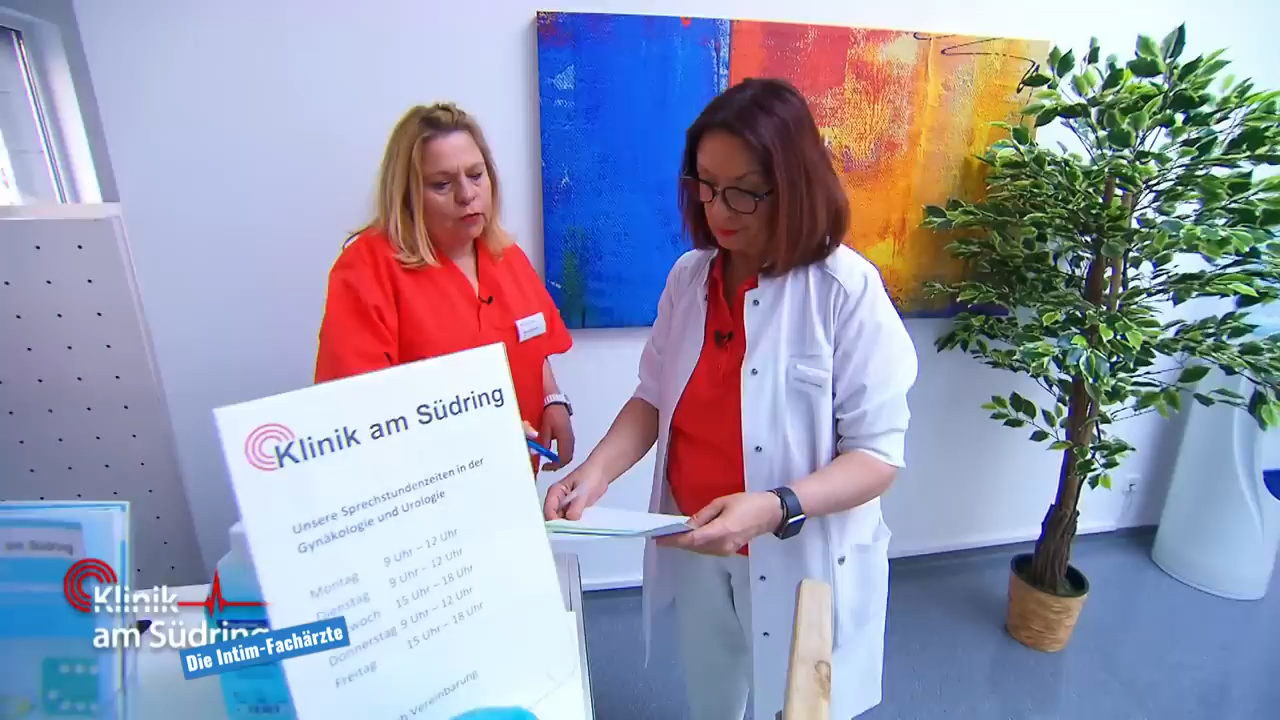 Klinik am Südring
Unsere Sprechstundenzeiten in der
Gynäkologie und Urologie
Montag 9 Uhr – 12 Uhr
Dienstag 9 Uhr – 12 Uhr
woch 15 Uhr – 18 Uhr
Donnerstag 9 Uhr – 12 Uhr
Freitag 15 Uhr – 18 Uhr
Vereinbarung
am Südring
Klinik
am Südring
Die Intim-Fachärzte